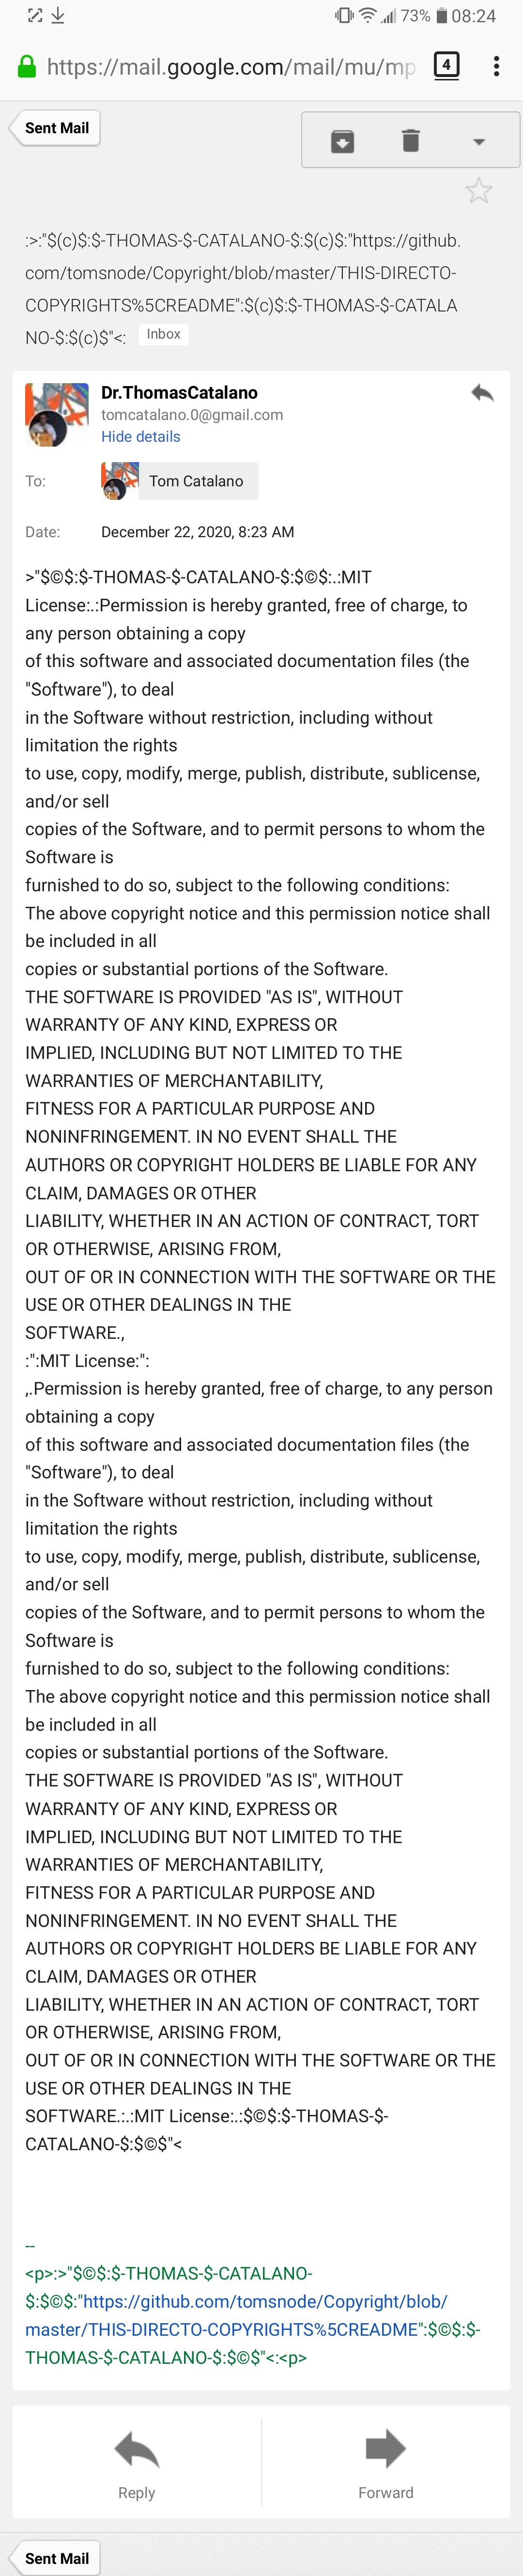 73% 08:24
https://mail.google.com/mail/mu/mp
4
Sent Mail
:>:"$(c)$:$-THOMAS-$-CATALANO-$:$(c)$:"https://github.
com/tomsnode/Copyright/blob/master/THIS-DIRECTO-
COPYRIGHTS%5CREADME":$(c)$:$-THOMAS-$-CATALA
NO-$:$(c)$"<: Inbox
Dr.ThomasCatalano
tomcatalano.0@gmail.com
Hide details
To: Tom Catalano
Date: December 22, 2020, 8:23 AM
>"$©$:$-THOMAS-$-CATALANO-$:$©$:.:MIT
License:.:Permission is hereby granted, free of charge, to
any person obtaining a copy
of this software and associated documentation files (the
"Software"), to deal
in the Software without restriction, including without
limitation the rights
to use, copy, modify, merge, publish, distribute, sublicense,
and/or sell
copies of the Software, and to permit persons to whom the
Software is
furnished to do so, subject to the following conditions:
The above copyright notice and this permission notice shall
be included in all
copies or substantial portions of the Software.
THE SOFTWARE IS PROVIDED "AS IS", WITHOUT
WARRANTY OF ANY KIND, EXPRESS OR
IMPLIED, INCLUDING BUT NOT LIMITED TO THE
WARRANTIES OF MERCHANTABILITY,
FITNESS FOR A PARTICULAR PURPOSE AND
NONINFRINGEMENT. IN NO EVENT SHALL THE
AUTHORS OR COPYRIGHT HOLDERS BE LIABLE FOR ANY
CLAIM, DAMAGES OR OTHER
LIABILITY, WHETHER IN AN ACTION OF CONTRACT, TORT
OR OTHERWISE, ARISING FROM,
OUT OF OR IN CONNECTION WITH THE SOFTWARE OR THE
USE OR OTHER DEALINGS IN THE
SOFTWARE.,
:":MIT License:":
,.Permission is hereby granted, free of charge, to any person
obtaining a copy
of this software and associated documentation files (the
"Software"), to deal
in the Software without restriction, including without
limitation the rights
to use, copy, modify, merge, publish, distribute, sublicense,
and/or sell
copies of the Software, and to permit persons to whom the
Software is
furnished to do so, subject to the following conditions:
The above copyright notice and this permission notice shall
be included in all
copies or substantial portions of the Software.
THE SOFTWARE IS PROVIDED "AS IS", WITHOUT
WARRANTY OF ANY KIND, EXPRESS OR
IMPLIED, INCLUDING BUT NOT LIMITED TO THE
WARRANTIES OF MERCHANTABILITY,
FITNESS FOR A PARTICULAR PURPOSE AND
NONINFRINGEMENT. IN NO EVENT SHALL THE
AUTHORS OR COPYRIGHT HOLDERS BE LIABLE FOR ANY
CLAIM, DAMAGES OR OTHER
LIABILITY, WHETHER IN AN ACTION OF CONTRACT, TORT
OR OTHERWISE, ARISING FROM,
OUT OF OR IN CONNECTION WITH THE SOFTWARE OR THE
USE OR OTHER DEALINGS IN THE
SOFTWARE.:.:MIT License:.:$©$:$-THOMAS-$-
CATALANO-$:$©$"<
--
<p>:>"$©$:$-THOMAS-$-CATALANO-
$:$©$:"https://github.com/tomsnode/Copyright/blob/
master/THIS-DIRECTO-COPYRIGHTS%5CREADME":$©$:$-
THOMAS-$-CATALANO-$:$©$"<:<p>
Reply Forward
Sent Mail